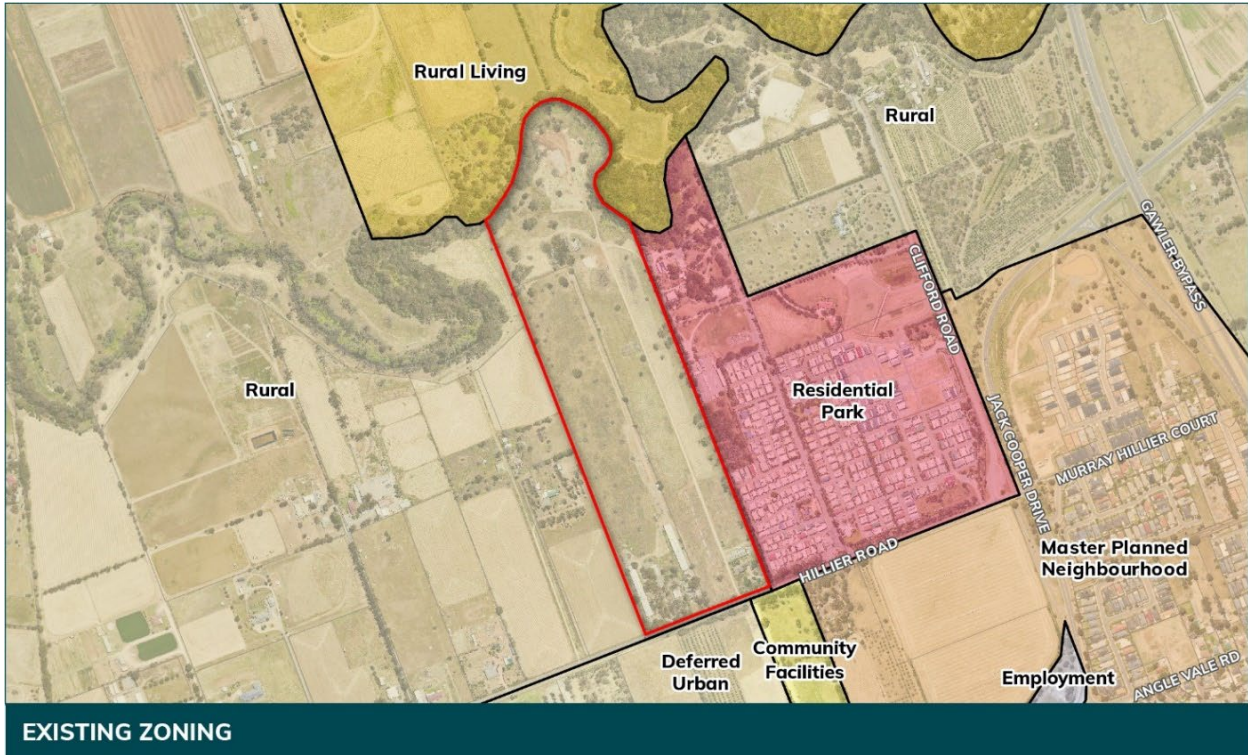 Rural Living
Rural
GAWLER BYPASS
CLIFFORD ROAD
Rural
Residential
Park
JACK COOPER DRIVE
MURRAY HILLIER COURT
HILLIER ROAD
Master Planned
Neighbourhood
Deferred
Urban
Community
Facilities
Employment
ANGLE VALE RD
EXISTING ZONING